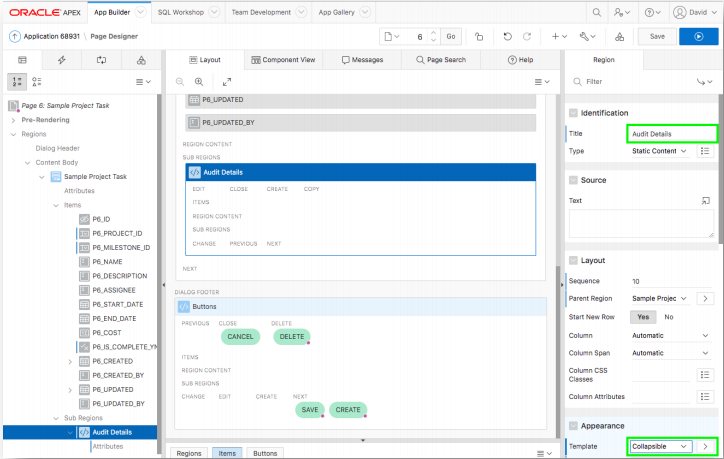 ORACLE APEX App Builder SQL Workshop Team Development App Gallery David
Application 68931 \ Page Designer 6 Go Save
Layout Component View Messages Page Search Help Region
Filter
Page 6: Sample Project Task
Pre-Rendering
Regions
Dialog Header
Content Body
Sample Project Task
Attributes
Items
P6_ID
P6_PROJECT_ID
P6_MILESTONE_ID
P6_NAME
P6_DESCRIPTION
P6_ASSIGNEE
P6_START_DATE
P6_END_DATE
P6_COST
P6_IS_COMPLETE_YN
P6_CREATED
P6_CREATED_BY
P6_UPDATED
P6_UPDATED_BY
Sub Regions
Audit Details
Attributes
P6_UPDATED
P6_UPDATED_BY
REGION CONTENT
SUB REGIONS
Audit Details
EDIT CLOSE CREATE COPY
ITEMS
REGION CONTENT
SUB REGIONS
CHANGE PREVIOUS NEXT
NEXT
DIALOG FOOTER
Buttons
PREVIOUS CLOSE DELETE
CANCEL DELETE
ITEMS
REGION CONTENT
SUB REGIONS
CHANGE EDIT CREATE NEXT
SAVE CREATE
Regions Items Buttons
Identification
Title Audit Details
Type Static Content
Source
Text
Layout
Sequence 10
Parent Region Sample Projec
Start New Row Yes No
Column Automatic
Column Span Automatic
Column CSS
Classes
Column Attributes
Appearance
Template Collapsible